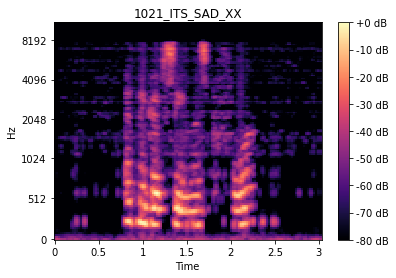 1021_ITS_SAD_XX
8192
4096
2048
1024
512
0
Hz
0
0.5
1
1.5
2
2.5
3
Time
+0 dB
-10 dB
-20 dB
-30 dB
-40 dB
-50 dB
-60 dB
-70 dB
-80 dB